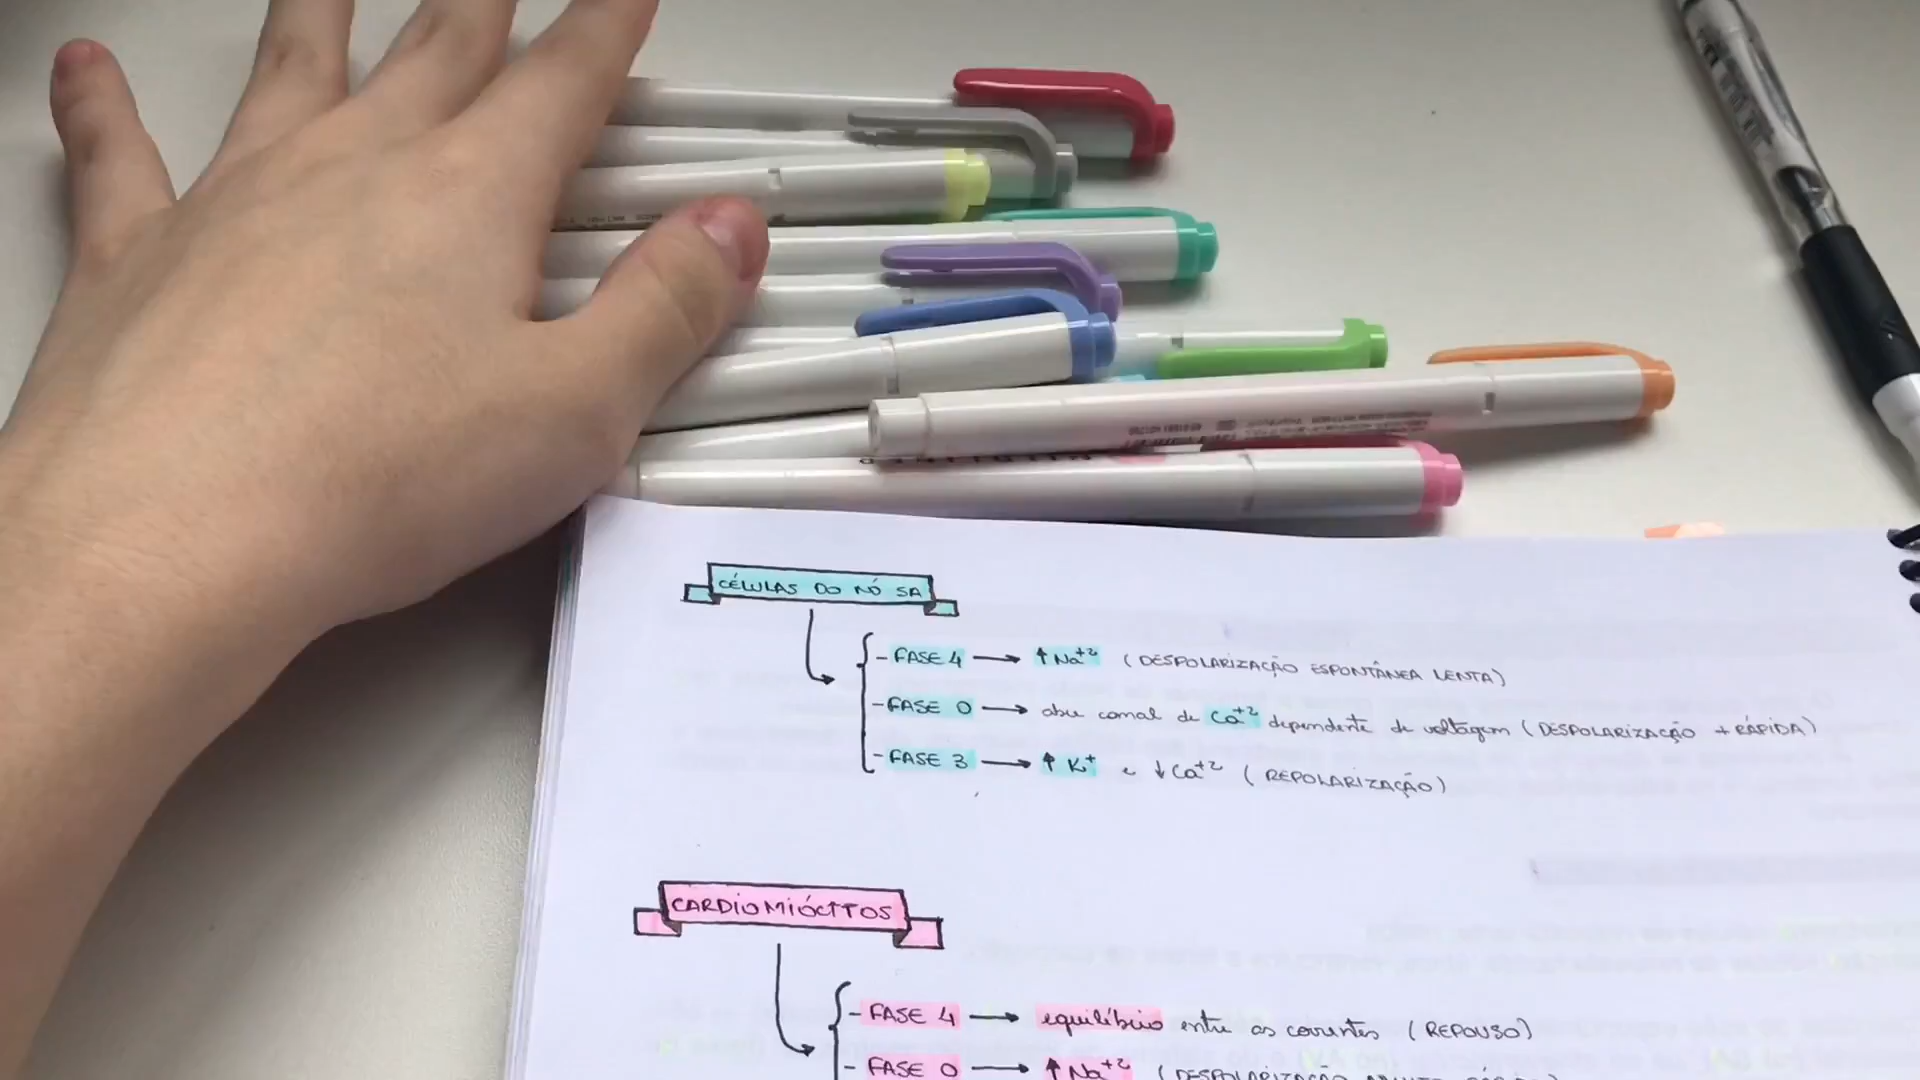 CÉLULAS DO NÓ SA
- FASE 4 → ↑ Na⁺² (DESPOLARIZAÇÃO ESPONTÂNEA LENTA)
- FASE 0 → abre canal de Ca⁺² dependente de voltagem (DESPOLARIZAÇÃO + RÁPIDA)
- FASE 3 → ↑ K⁺ e ↓ Ca⁺² (REPOLARIZAÇÃO)
CARDIOMIÓCITOS
- FASE 4 → equilíbrio entre as correntes (REPOUSO)
- FASE 0 → ↑ Na⁺² (DESPOLARIZAÇÃO